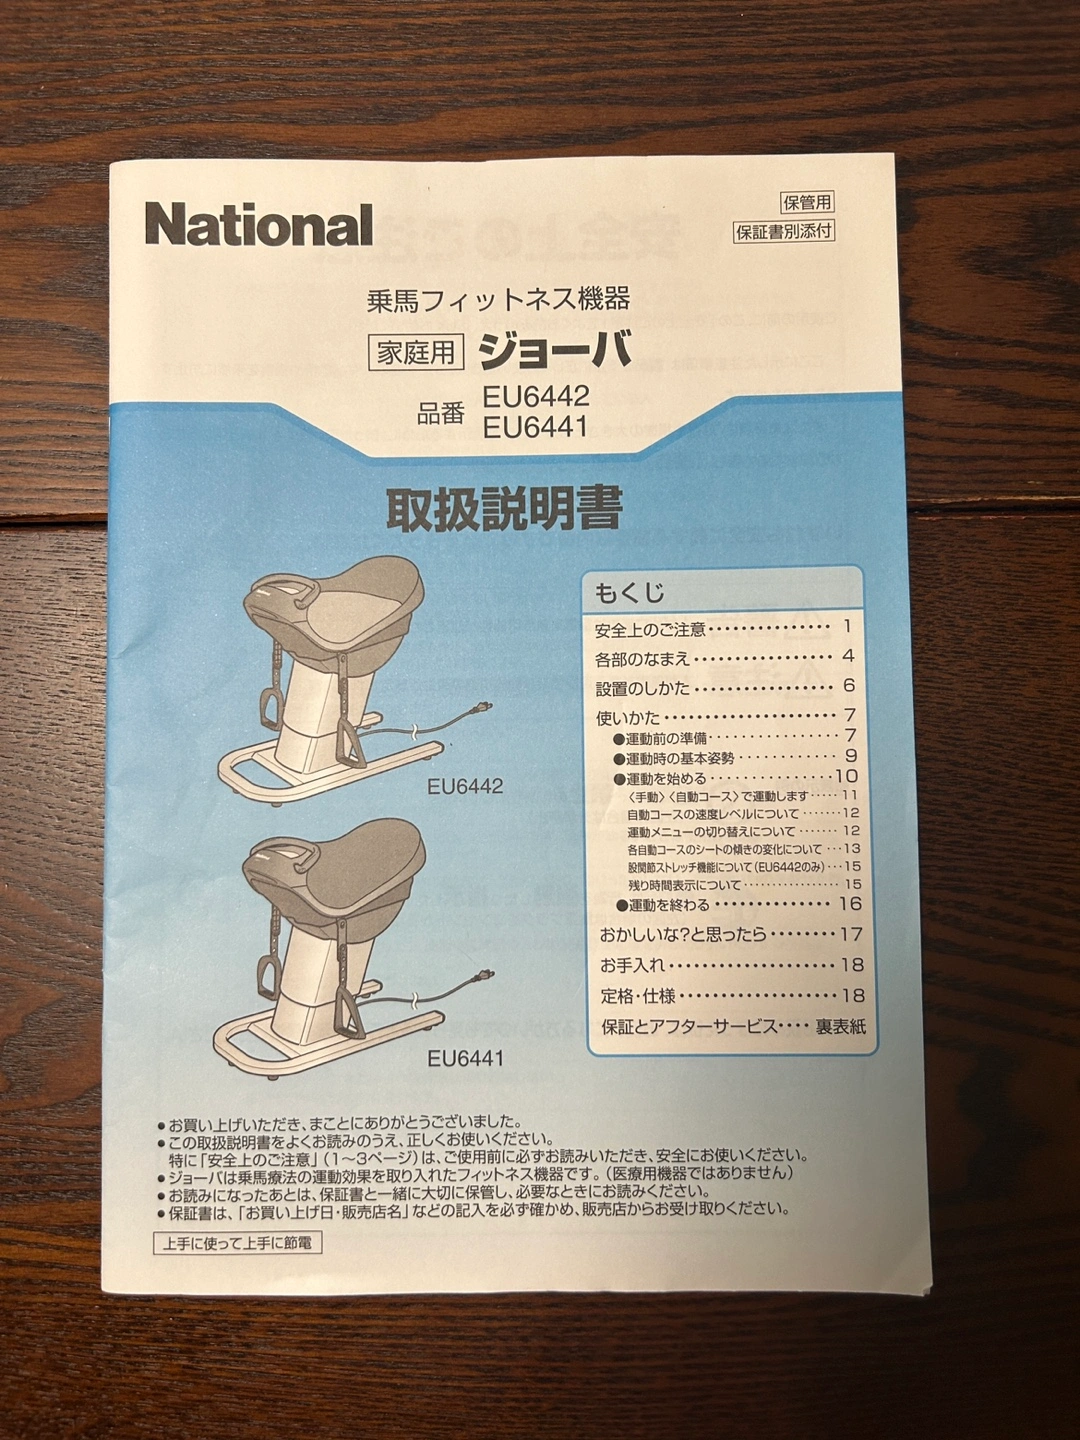 National
保管用
保証書別添付
乗馬フィットネス機器
家庭用 ジョーバ
品番 EU6442
EU6441
取扱説明書
EU6442
EU6441
もくじ
安全上のご注意・・・・・・・・・・・・・・・ 1
各部のなまえ・・・・・・・・・・・・・・・・・ 4
設置のしかた・・・・・・・・・・・・・・・・・ 6
使いかた・・・・・・・・・・・・・・・・・・・・・ 7
●運動前の準備・・・・・・・・・・・・・・・ 7
●運動時の基本姿勢・・・・・・・・・・・・ 9
●運動を始める・・・・・・・・・・・・・・・10
〈手動〉〈自動コース〉で運動します・・・・・11
自動コースの速度レベルについて・・・・・・・12
運動メニューの切り替えについて・・・・・・・12
各自動コースのシートの傾きの変化について・・・13
股関節ストレッチ機能について(EU6442のみ)・・・15
残り時間表示について・・・・・・・・・・・・・・・・15
●運動を終わる・・・・・・・・・・・・・・ 16
おかしいな?と思ったら・・・・・・・・17
お手入れ・・・・・・・・・・・・・・・・・・・・・18
定格・仕様・・・・・・・・・・・・・・・・・・・・18
保証とアフターサービス・・・・ 裏表紙
●お買い上げいただき、まことにありがとうございました。
●この取扱説明書をよくお読みのうえ、正しくお使いください。
特に「安全上のご注意」(1〜3ページ)は、ご使用前に必ずお読みいただき、安全にお使いください。
●ジョーバは乗馬療法の運動効果を取り入れたフィットネス機器です。(医療用機器ではありません)
●お読みになったあとは、保証書と一緒に大切に保管し、必要なときにお読みください。
●保証書は、「お買い上げ日・販売店名」などの記入を必ず確かめ、販売店からお受け取りください。
上手に使って上手に節電